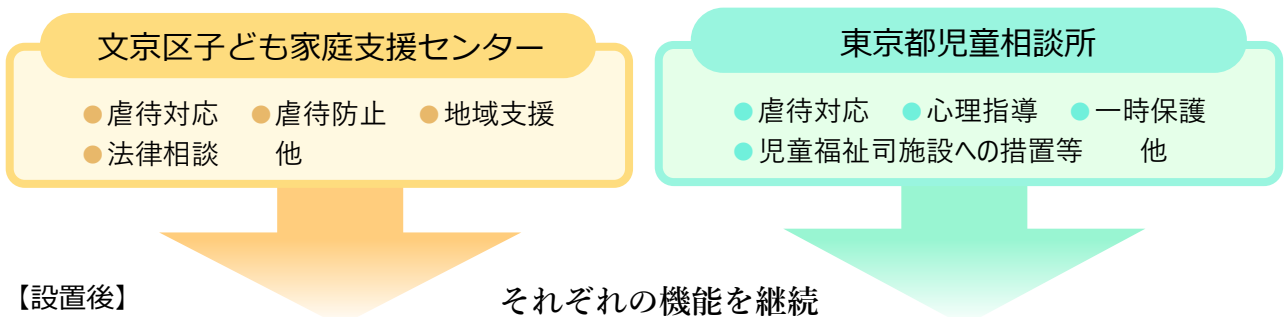 文京区子ども家庭支援センター
●虐待対応 ●虐待防止 ●地域支援
●法律相談 他
東京都児童相談所
●虐待対応 ●心理指導 ●一時保護
●児童福祉司施設への措置等 他
【設置後】
それぞれの機能を継続